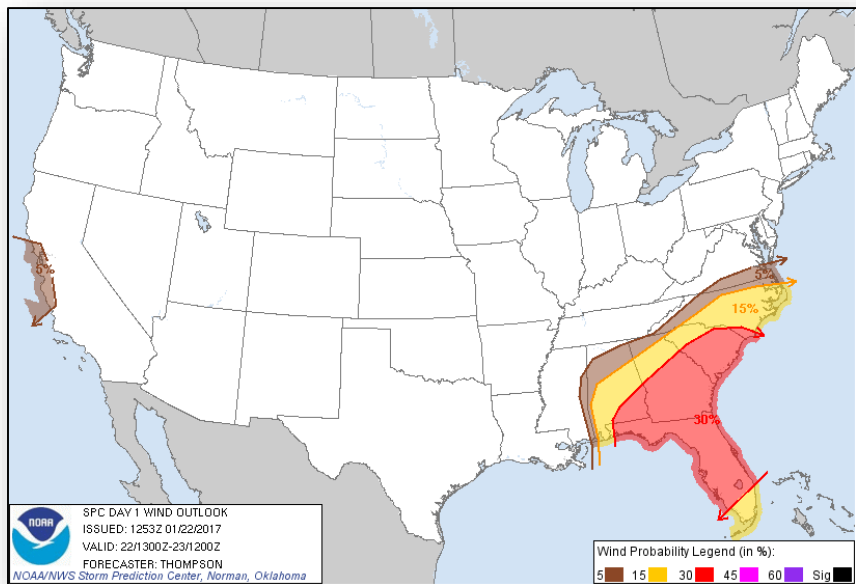 5%
5%
15%
30%
NOAA
SPC DAY 1 WIND OUTLOOK
ISSUED: 1253Z 01/22/2017
VALID: 22/1300Z-23/1200Z
FORECASTER: THOMPSON
NOAA/NWS Storm Prediction Center, Norman, Oklahoma
Wind Probability Legend (in %):
5 15 30 45 60 Sig